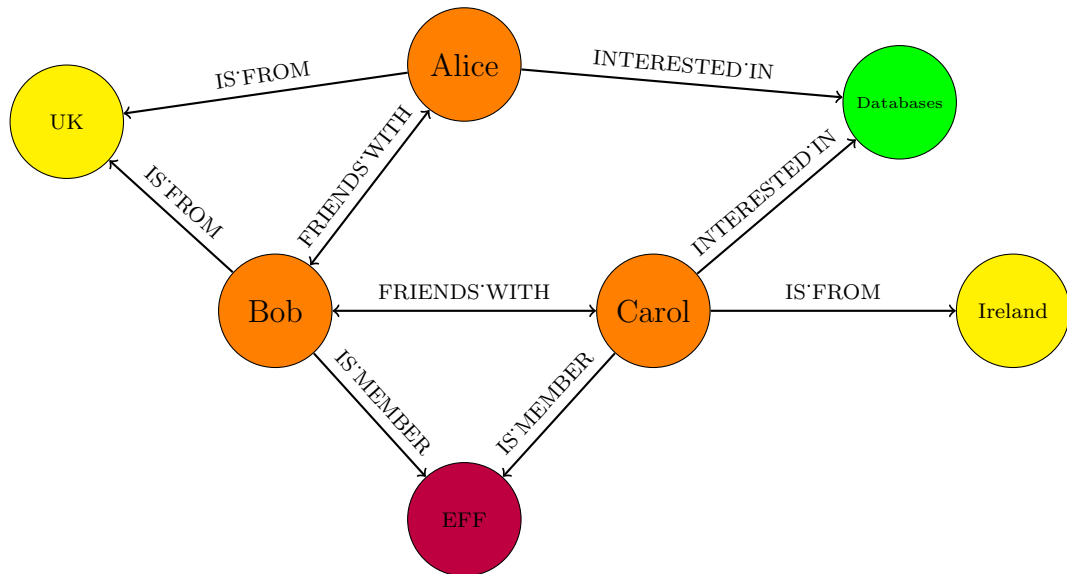 Alice
IS˙FROM
INTERESTED˙IN
Databases
UK
FRIENDS˙WITH
INTERESTED˙IN
IS˙FROM
Bob
FRIENDS˙WITH
Carol
IS˙FROM
Ireland
IS˙MEMBER
IS˙MEMBER
EFF